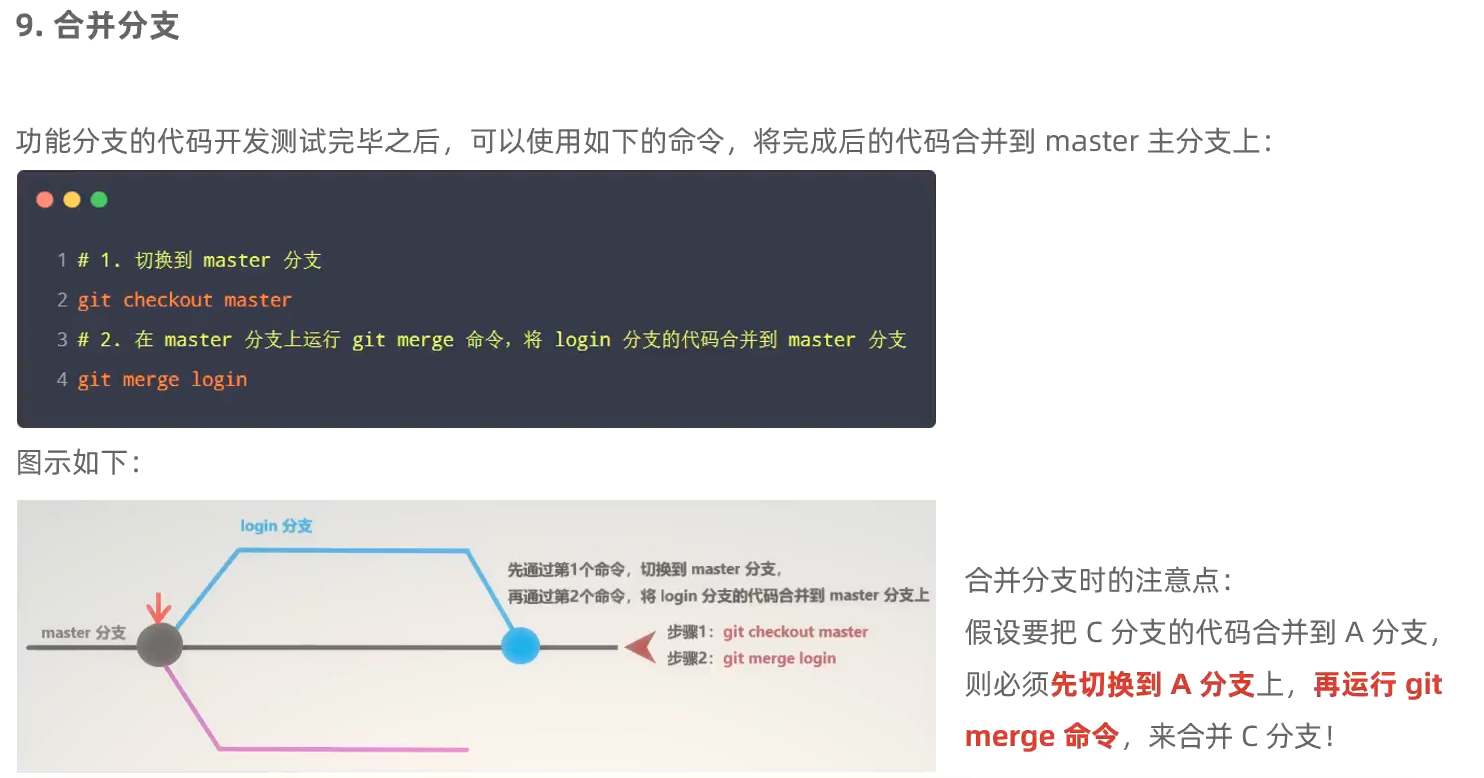 9. 合并分支
功能分支的代码开发测试完毕之后，可以使用如下的命令，将完成后的代码合并到 master 主分支上：
1 # 1. 切换到 master 分支
2 git checkout master
3 # 2. 在 master 分支上运行 git merge 命令，将 login 分支的代码合并到 master 分支
4 git merge login
图示如下：
login 分支
先通过第1个命令，切换到 master 分支，
再通过第2个命令，将 login 分支的代码合并到 master 分支上
master 分支
步骤1：git checkout master
步骤2：git merge login
合并分支时的注意点：
假设要把 C 分支的代码合并到 A 分支，
则必须先切换到 A 分支上，再运行 git
merge 命令，来合并 C 分支！